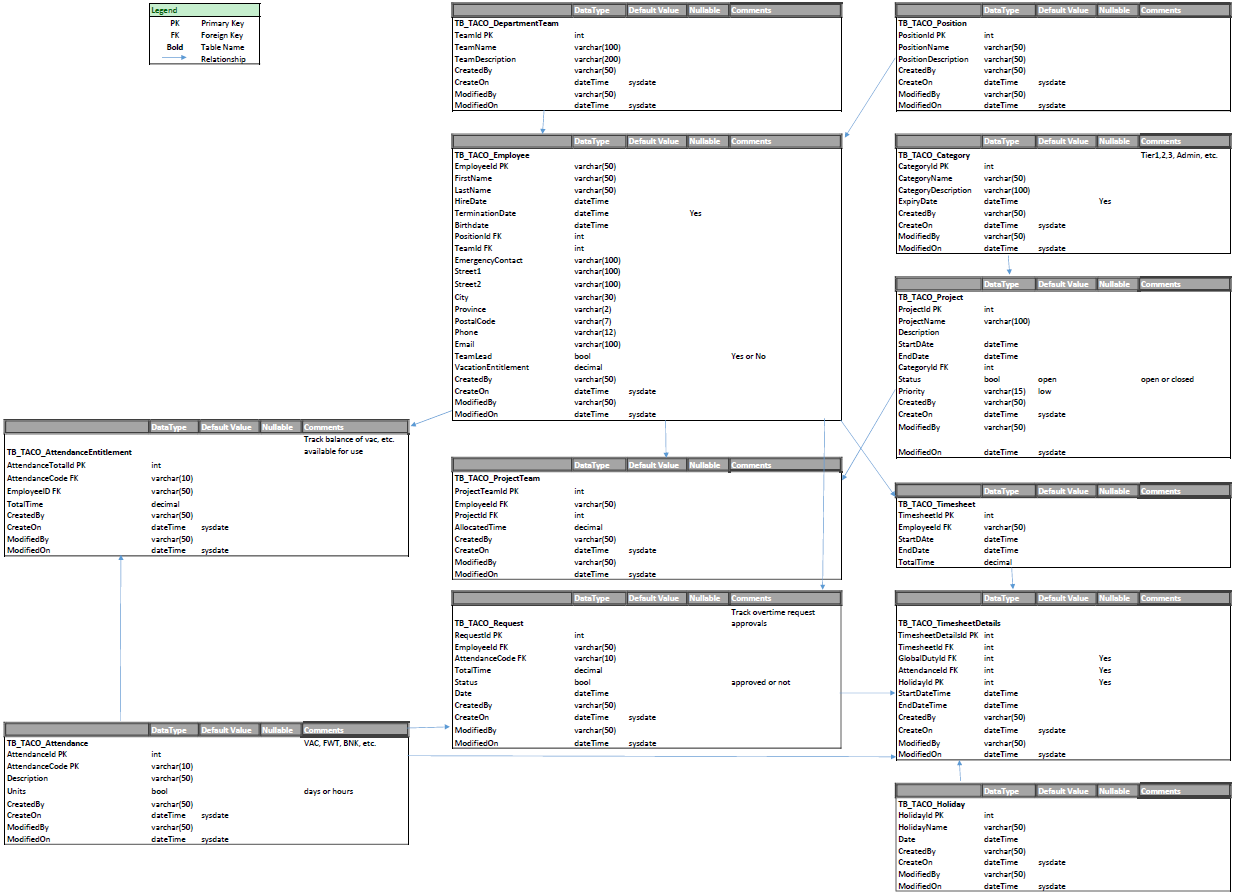 Legend
PK Primary Key
FK Foreign Key
Bold Table Name
Relationship
DataType Default Value Nullable Comments
TB_TACO_DepartmentTeam
TeamId PK int
TeamName varchar(100)
TeamDescription varchar(200)
CreatedBy varchar(50)
CreateOn dateTime sysdate
ModifiedBy varchar(50)
ModifiedOn dateTime sysdate
DataType Default Value Nullable Comments
TB_TACO_Position
PositionId PK int
PositionName varchar(50)
PositionDescription varchar(50)
CreatedBy varchar(50)
CreateOn dateTime sysdate
ModifiedBy varchar(50)
ModifiedOn dateTime sysdate
DataType Default Value Nullable Comments
TB_TACO_Employee
EmployeeId PK varchar(50)
FirstName varchar(50)
LastName varchar(50)
HireDate dateTime
TerminationDate dateTime Yes
Birthdate dateTime
PositionId FK int
TeamId FK int
EmergencyContact varchar(100)
Street1 varchar(100)
Street2 varchar(100)
City varchar(30)
Province varchar(2)
PostalCode varchar(7)
Phone varchar(12)
Email varchar(100)
TeamLead bool Yes or No
VacationEntitlement decimal
CreatedBy varchar(50)
CreateOn dateTime sysdate
ModifiedBy varchar(50)
ModifiedOn dateTime sysdate
DataType Default Value Nullable Comments
TB_TACO_Category Tier1,2,3, Admin, etc.
CategoryId PK int
CategoryName varchar(50)
CategoryDescription varchar(100)
ExpiryDate dateTime Yes
CreatedBy varchar(50)
CreateOn dateTime sysdate
ModifiedBy varchar(50)
ModifiedOn dateTime sysdate
DataType Default Value Nullable Comments
TB_TACO_Project
ProjectId PK int
ProjectName varchar(100)
Description
StartDAte dateTime
EndDate dateTime
CategoryId FK int
Status bool open open or closed
Priority varchar(15) low
CreatedBy varchar(50)
CreateOn dateTime sysdate
ModifiedBy varchar(50)
ModifiedOn dateTime sysdate
DataType Default Value Nullable Comments
Track balance of vac, etc.
TB_TACO_AttendanceEntitlement available for use
AttendanceTotalId PK int
AttendanceCode FK varchar(10)
EmployeeID FK varchar(50)
TotalTime decimal
CreatedBy varchar(50)
CreateOn dateTime sysdate
ModifiedBy varchar(50)
ModifiedOn dateTime sysdate
DataType Default Value Nullable Comments
TB_TACO_ProjectTeam
ProjectTeamId PK int
EmployeeId FK varchar(50)
ProjectId FK int
AllocatedTime decimal
CreatedBy varchar(50)
CreateOn dateTime sysdate
ModifiedBy varchar(50)
ModifiedOn dateTime sysdate
DataType Default Value Nullable Comments
TB_TACO_Timesheet
TimesheetId PK int
EmployeeId FK varchar(50)
StartDAte dateTime
EndDate dateTime
TotalTime decimal
DataType Default Value Nullable Comments
Track overtime request
TB_TACO_Request approvals
RequestId PK int
EmployeeId FK varchar(50)
AttendanceCode FK varchar(10)
TotalTime decimal
Status bool approved or not
Date dateTime
CreatedBy varchar(50)
CreateOn dateTime sysdate
ModifiedBy varchar(50)
ModifiedOn dateTime sysdate
DataType Default Value Nullable Comments
TB_TACO_TimesheetDetails
TimesheetDetailsId PK int
TimesheetId FK int
GlobalDutyId FK int Yes
AttendanceId FK int Yes
HolidayId PK int Yes
StartDateTime dateTime
EndDateTime dateTime
CreatedBy varchar(50)
CreateOn dateTime sysdate
ModifiedBy varchar(50)
ModifiedOn dateTime sysdate
DataType Default Value Nullable Comments
TB_TACO_Attendance VAC, FWT, BNK, etc.
AttendanceId PK int
AttendanceCode PK varchar(10)
Description varchar(50)
Units bool days or hours
CreatedBy varchar(50)
CreateOn dateTime sysdate
ModifiedBy varchar(50)
ModifiedOn dateTime sysdate
DataType Default Value Nullable Comments
TB_TACO_Holiday
HolidayId PK int
HolidayName varchar(50)
Date dateTime
CreatedBy varchar(50)
CreateOn dateTime sysdate
ModifiedBy varchar(50)
ModifiedOn dateTime sysdate